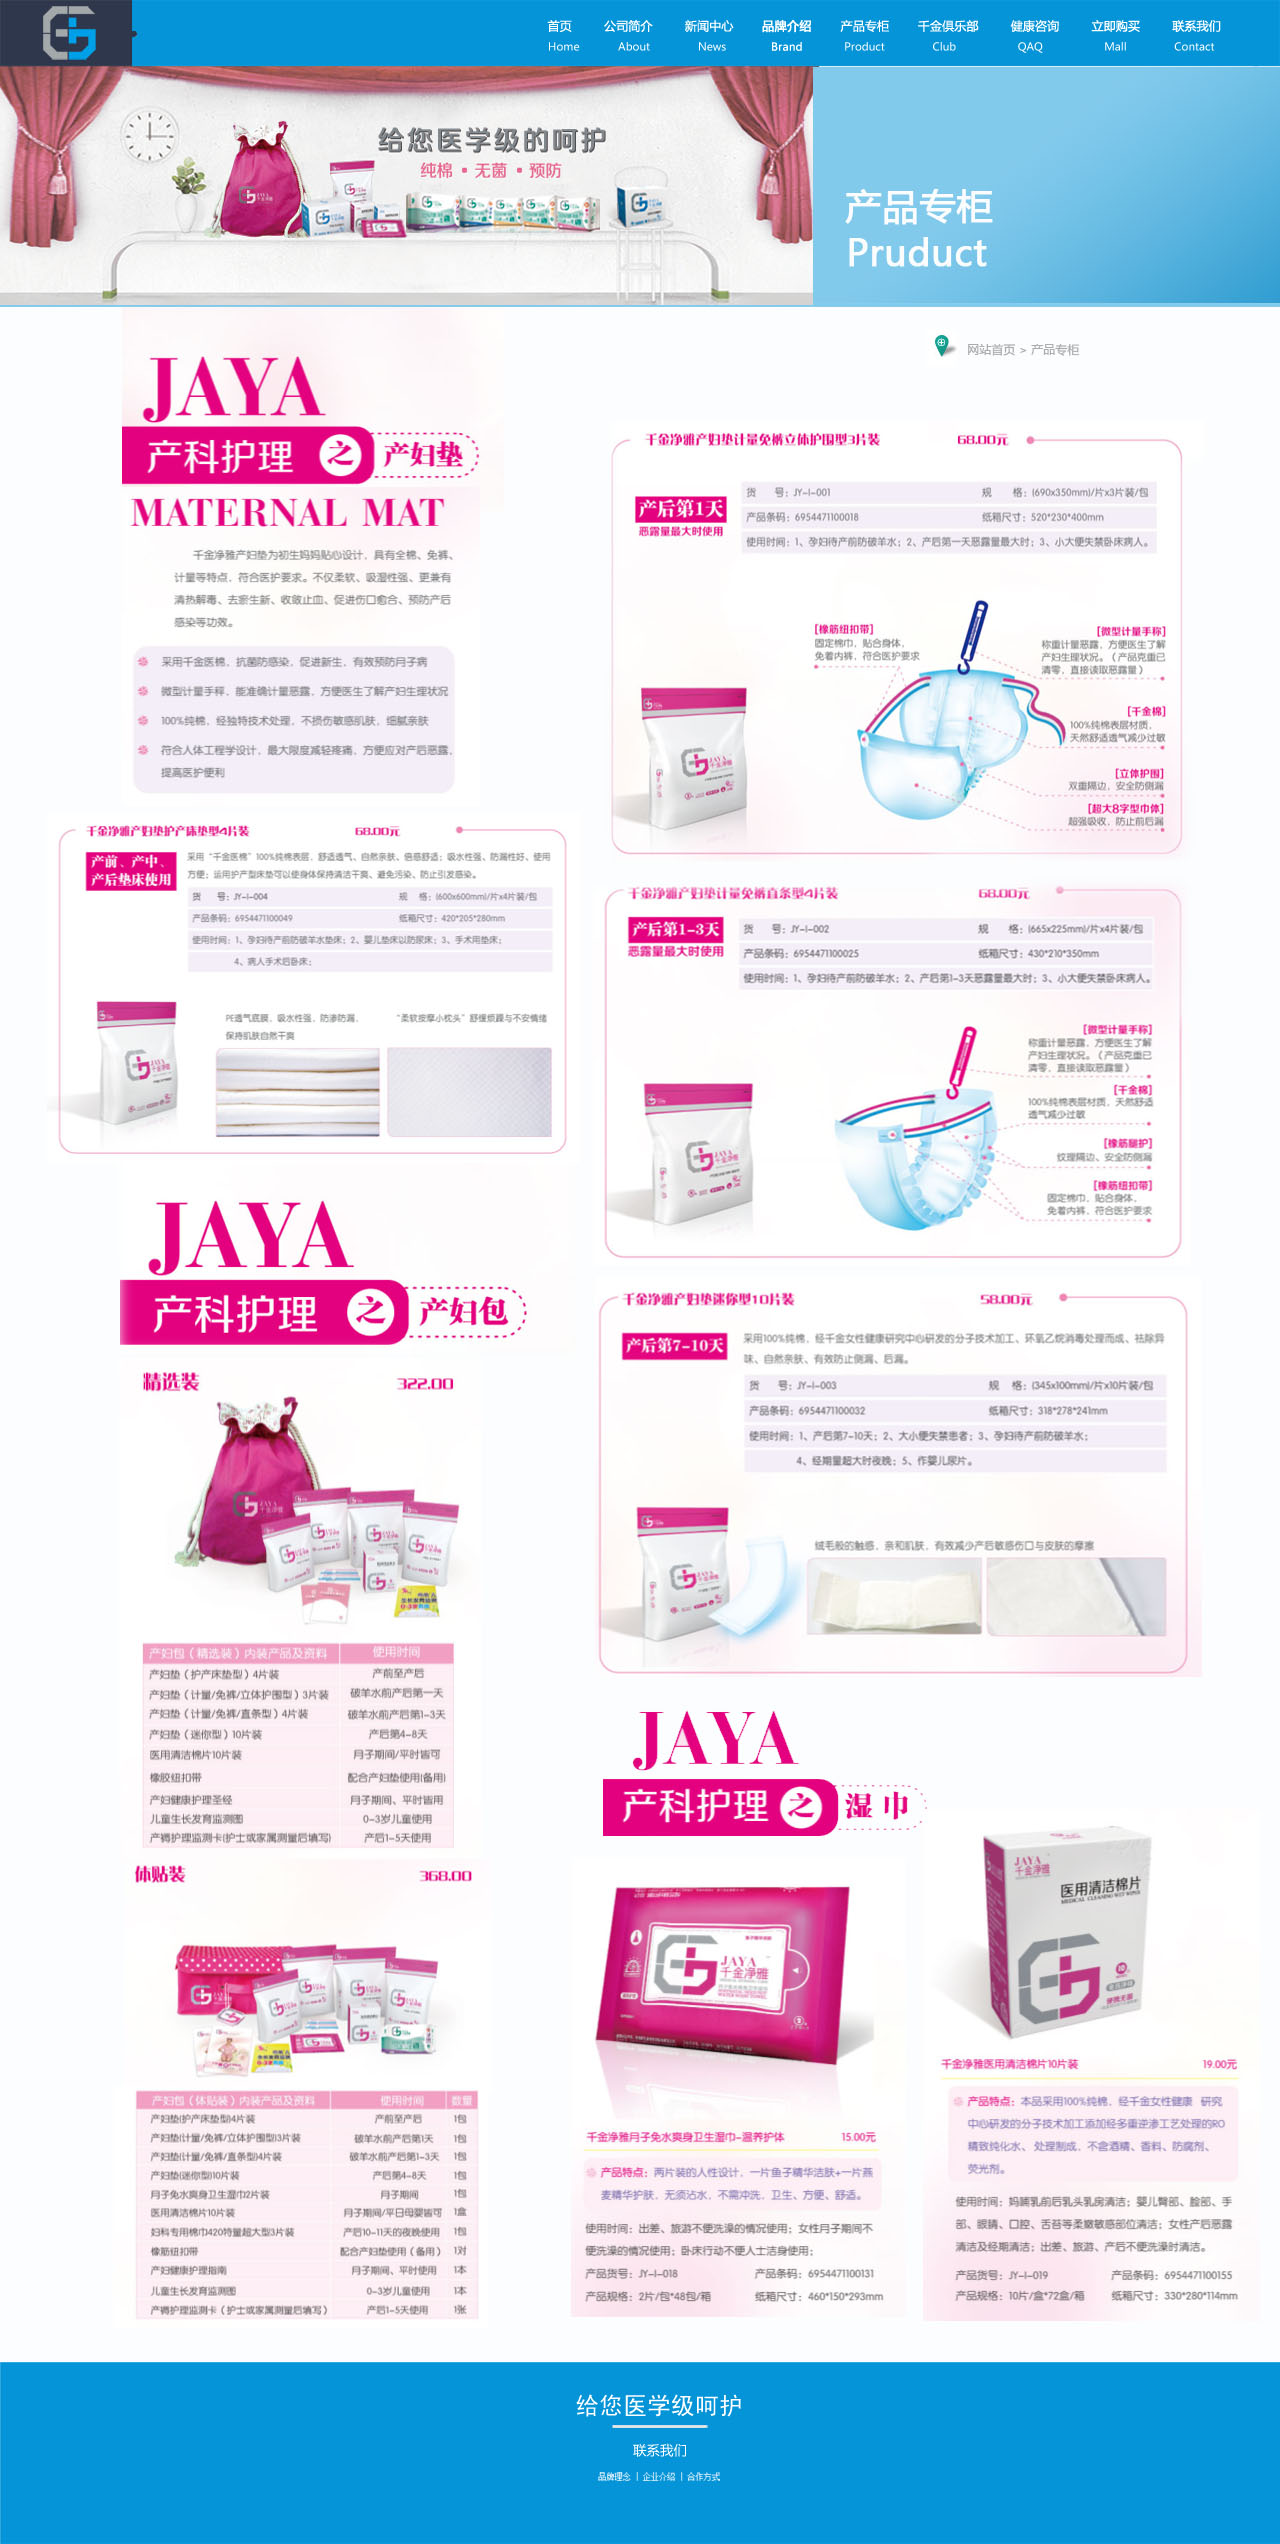 首页 公司简介 新闻中心 品牌介绍 产品专柜 千金俱乐部 健康咨询 立即购买 联系我们
Home About News Brand Product Club QAQ Mall Contact
给您医学级的呵护
纯棉 • 无菌 • 预防
产品专柜
Pruduct
网站首页 > 产品专柜
JAYA
产科护理 之 产妇垫
MATERNAL MAT
千金净雅产妇垫为初生妈妈贴心设计，具有全棉、免裤、
计量等特点，符合医护要求。不仅柔软、吸湿性强、更兼有
清热解毒、去瘀生新、收敛止血、促进伤口愈合、预防产后
感染等功效。
采用千金医棉，抗菌防感染，促进新生，有效预防月子病
微型计量手秤，能准确计量恶露，方便医生了解产妇生理状况
100%纯棉，经独特技术处理，不损伤敏感肌肤，细腻亲肤
符合人体工程学设计，最大限度减轻疼痛，方便应对产后恶露，
提高医护便利
千金净雅产妇垫计量免裤立体护围型3片装 68.00元
产后第1天
恶露量最大时使用
货 号：JY-I-001 规 格：(690x350mm)/片x3片装/包
产品条码：6954471100018 纸箱尺寸：520*230*400mm
使用时间：1、孕妇待产前防破羊水；2、产后第一天恶露量最大时；3、小大便失禁卧床病人。
[橡筋纽扣带]
固定棉巾，贴合身体，
免着内裤，符合医护要求
[微型计量手称]
称重计量恶露，方便医生了解
产妇生理状况。（产品克重已
清零，直接读取恶露量）
[千金棉]
100%纯棉表层材质，
天然舒适透气减少过敏
[立体护围]
双重隔边，安全防侧漏
[超大8字型巾体]
超强吸收，防止前后漏
千金净雅产妇垫护产床垫型4片装 68.00元
产前、产中、
产后垫床使用
采用“千金医棉”100%纯棉表层，舒适透气、自然亲肤、倍感舒适；吸水性强、防漏性好、使用
方便；运用护产型床垫可以使身体保持清洁干爽、避免污染、防止引发感染。
货 号：JY-I-004 规 格：(600x600mm)/片x4片装/包
产品条码：6954471100049 纸箱尺寸：420*205*280mm
使用时间：1、孕妇待产前防破羊水垫床；2、婴儿垫床以防尿床；3、手术用垫床；
4、病人手术后卧床；
PE透气底膜，吸水性强，防渗防漏，
保持肌肤自然干爽
“柔软按摩小枕头”舒缓烦躁与不安情绪
千金净雅产妇垫计量免裤直条型4片装 68.00元
产后第1-3天
恶露量最大时使用
货 号：JY-I-002 规 格：(665x225mm)/片x4片装/包
产品条码：6954471100025 纸箱尺寸：430*210*350mm
使用时间：1、孕妇待产前防破羊水；2、产后第1-3天恶露量最大时；3、小大便失禁卧床病人。
[微型计量手称]
称重计量恶露，方便医生了解
产妇生理状况。（产品克重已
清零，直接读取恶露量）
[千金棉]
100%纯棉表层材质，天然舒适
透气减少过敏
[橡筋腿护]
纹理隔边、安全防侧漏
[橡筋纽扣带]
固定棉巾，贴合身体，
免着内裤，符合医护要求
JAYA
产科护理 之 产妇包
精选装 322.00
产妇包（精选装）内装产品及资料 使用时间
产妇垫（护产床垫型）4片装 产前至产后
产妇垫（计量/免裤/立体护围型）3片装 破羊水前产后第一天
产妇垫（计量/免裤/直条型）4片装 破羊水前产后第1-3天
产妇垫（迷你型）10片装 产后第4-8天
医用清洁棉片10片装 月子期间/平时皆可
橡胶纽扣带 配合产妇垫使用(备用)
产妇健康护理圣经 月子期间、平时皆用
儿童生长发育监测图 0-3岁儿童使用
产褥护理监测卡(护士或家属测量后填写) 产后1-5天使用
千金净雅产妇垫迷你型10片装 58.00元
产后第7-10天
采用100%纯棉，经千金女性健康研究中心研发的分子技术加工、环氧乙烷消毒处理而成、祛除异
味、自然亲肤、有效防止侧漏、后漏。
货 号：JY-I-003 规 格：(345x100mm)/片x10片装/包
产品条码：6954471100032 纸箱尺寸：318*278*241mm
使用时间：1、产后第7-10天；2、大小便失禁患者；3、孕妇待产前防破羊水；
4、经期量超大时夜晚；5、作婴儿尿片。
绒毛般的触感，亲和肌肤，有效减少产后敏感伤口与皮肤的摩擦
体贴装 368.00
产妇包（体贴装）内装产品及资料 使用时间 数量
产妇垫(护产床垫型)4片装 产前至产后 1包
产妇垫(计量/免裤/立体护围型)3片装 破羊水前产后第1天 1包
产妇垫(计量/免裤/直条型)4片装 破羊水前产后第1-3天 1包
产妇垫(迷你型)10片装 产后第4-8天 1包
月子免水爽身卫生湿巾2片装 月子期间 1包
医用清洁棉片10片装 月子期间/平日母婴皆可 1盒
妇科专用棉巾420特量超大型3片装 产后10-11天的夜晚使用 1包
橡筋纽扣带 配合产妇垫使用（备用） 1对
产妇健康护理指南 月子期间、平时使用 1本
儿童生长发育监测图 0-3岁儿童使用 1本
产褥护理监测卡（护士或家属测量后填写） 产后1-5天使用 1张
JAYA
产科护理 之 湿巾
JAYA
千金净雅
JAYA
千金净雅
医用清洁棉片
MEDICAL CLEANING WET WIPES
千金净雅月子免水爽身卫生湿巾-温养护体 15.00元
产品特点：两片装的人性设计，一片鱼子精华洁肤+一片燕
麦精华护肤，无须沾水，不需冲洗，卫生、方便、舒适。
使用时间：出差、旅游不便洗澡的情况使用；女性月子期间不
便洗澡的情况使用；卧床行动不便人士洁身使用；
产品货号：JY-I-018 产品条码：6954471100131
产品规格：2片/包*48包/箱 纸箱尺寸：460*150*293mm
千金净雅医用清洁棉片10片装 19.00元
产品特点：本品采用100%纯棉，经千金女性健康 研究
中心研发的分子技术加工添加经多重逆渗工艺处理的RO
精致纯化水、处理制成，不含酒精、香料、防腐剂、
荧光剂。
使用时间：妈哺乳前后乳头乳房清洁；婴儿臀部、脸部、手
部、眼睛、口腔、舌苔等柔嫩敏感部位清洁；女性产后恶露
清洁及经期清洁；出差、旅游、产后不便洗澡时清洁。
产品货号：JY-I-019 产品条码：6954471100155
产品规格：10片/盒*72盒/箱 纸箱尺寸：330*280*114mm
给您医学级呵护
联系我们
品牌理念 | 企业介绍 | 合作方式